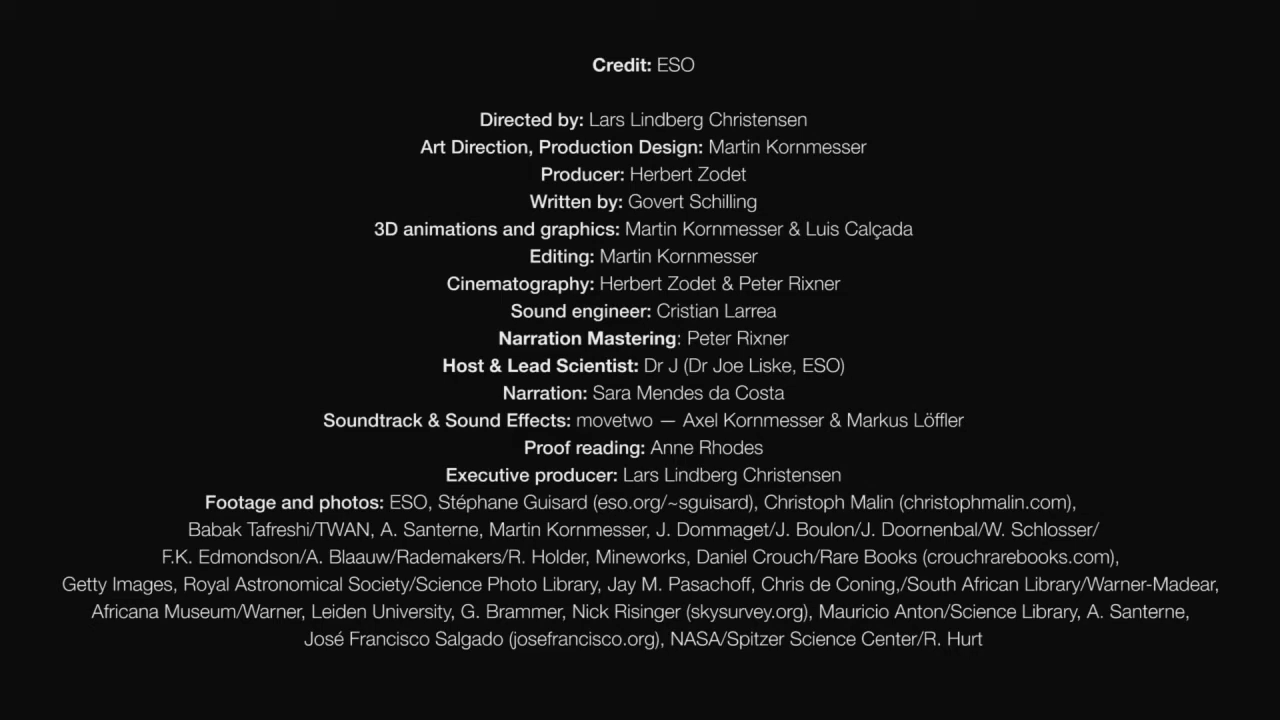 Credit: ESO
Directed by: Lars Lindberg Christensen
Art Direction, Production Design: Martin Kornmesser
Producer: Herbert Zodet
Written by: Govert Schilling
3D animations and graphics: Martin Kornmesser & Luis Calçada
Editing: Martin Kornmesser
Cinematography: Herbert Zodet & Peter Rixner
Sound engineer: Cristian Larrea
Narration Mastering: Peter Rixner
Host & Lead Scientist: Dr J (Dr Joe Liske, ESO)
Narration: Sara Mendes da Costa
Soundtrack & Sound Effects: movetwo — Axel Kornmesser & Markus Löffler
Proof reading: Anne Rhodes
Executive producer: Lars Lindberg Christensen
Footage and photos: ESO, Stéphane Guisard (eso.org/~sguisard), Christoph Malin (christophmalin.com),
Babak Tafreshi/TWAN, A. Santerne, Martin Kornmesser, J. Dommaget/J. Boulon/J. Doornenbal/W. Schlosser/
F.K. Edmondson/A. Blaauw/Rademakers/R. Holder, Mineworks, Daniel Crouch/Rare Books (crouchrarebooks.com),
Getty Images, Royal Astronomical Society/Science Photo Library, Jay M. Pasachoff, Chris de Coning,/South African Library/Warner-Madear,
Africana Museum/Warner, Leiden University, G. Brammer, Nick Risinger (skysurvey.org), Mauricio Anton/Science Library, A. Santerne,
José Francisco Salgado (josefrancisco.org), NASA/Spitzer Science Center/R. Hurt